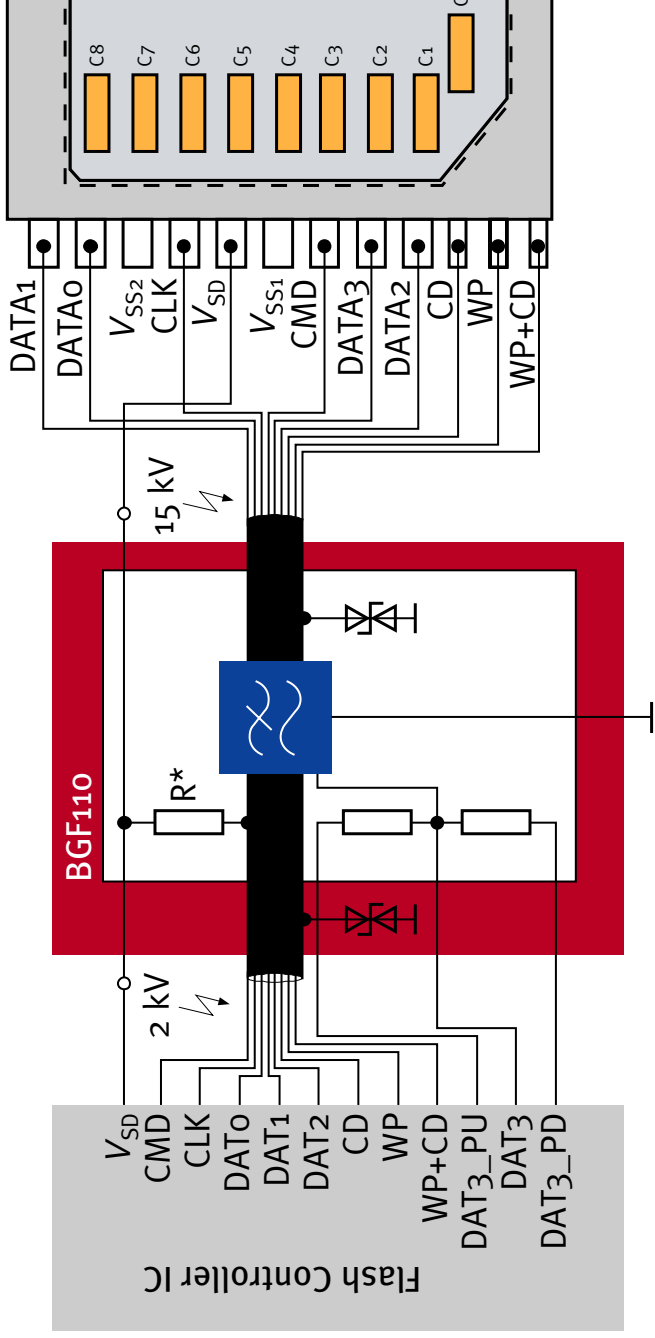 C8
C7
C6
C5
C4
C3
C2
C1
DATA1
DATA0
VSS2
CLK
VSD
VSS1
CMD
DATA3
DATA2
CD
WP
WP+CD
15 kV
BGF110
R*
2 kV
VSD
CMD
CLK
DAT0
DAT1
DAT2
CD
WP
WP+CD
DAT3_PU
DAT3
DAT3_PD
Flash Controller IC